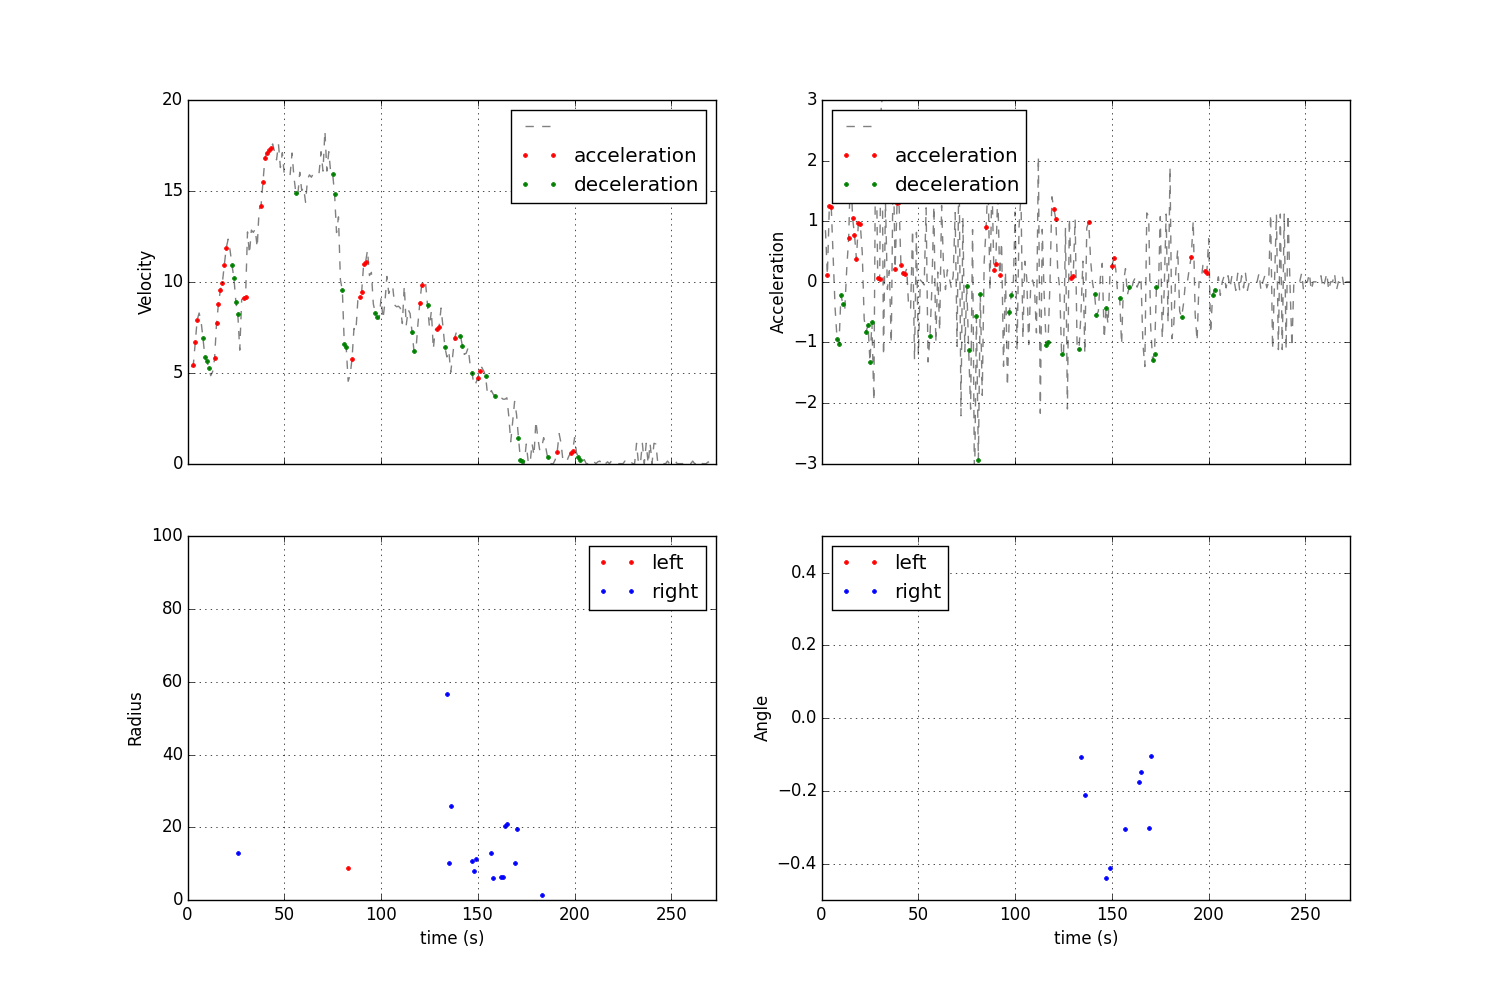 20
15
10
5
0
Velocity
acceleration
deceleration
3
2
1
0
−1
−2
−3
Acceleration
acceleration
deceleration
100
80
60
40
20
0
Radius
left
right
0 50 100 150 200 250
time (s)
0.4
0.2
0.0
−0.2
−0.4
Angle
left
right
0 50 100 150 200 250
time (s)